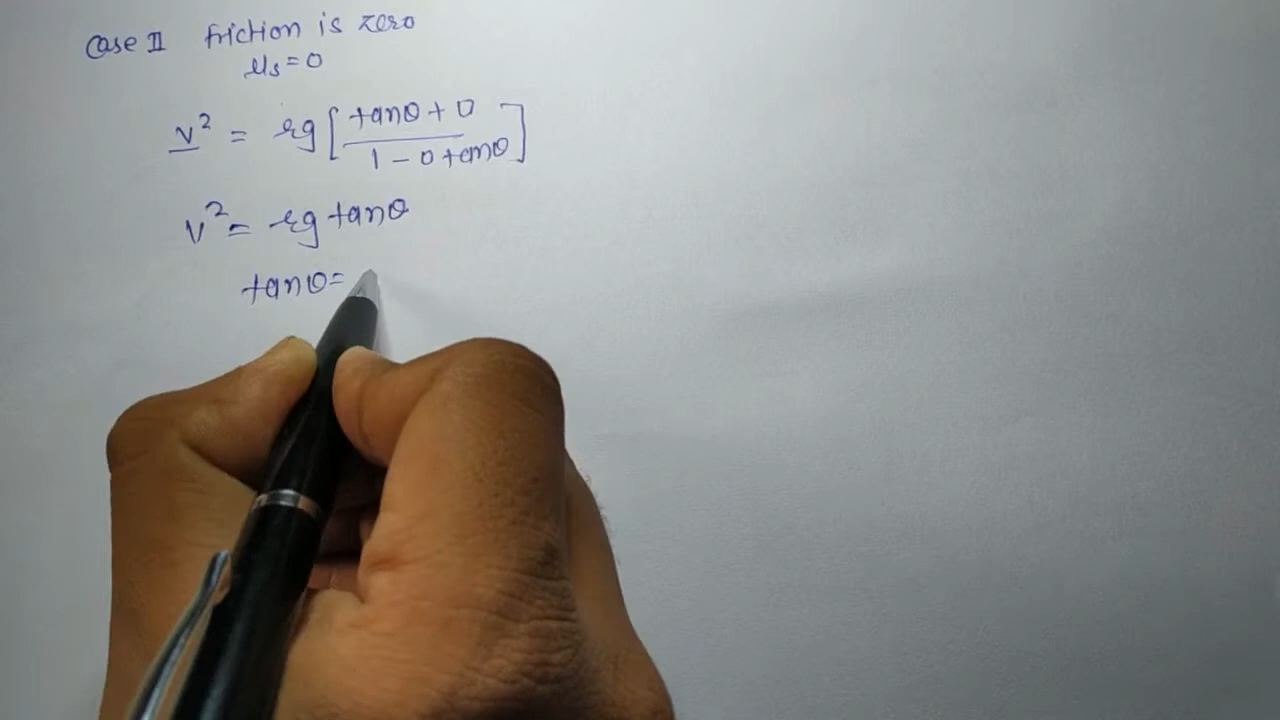 Case II friction is zero
μs = 0
v² = rg [ tanθ + 0 / 1 - 0 tanθ ]
v² = rg tanθ
tanθ =